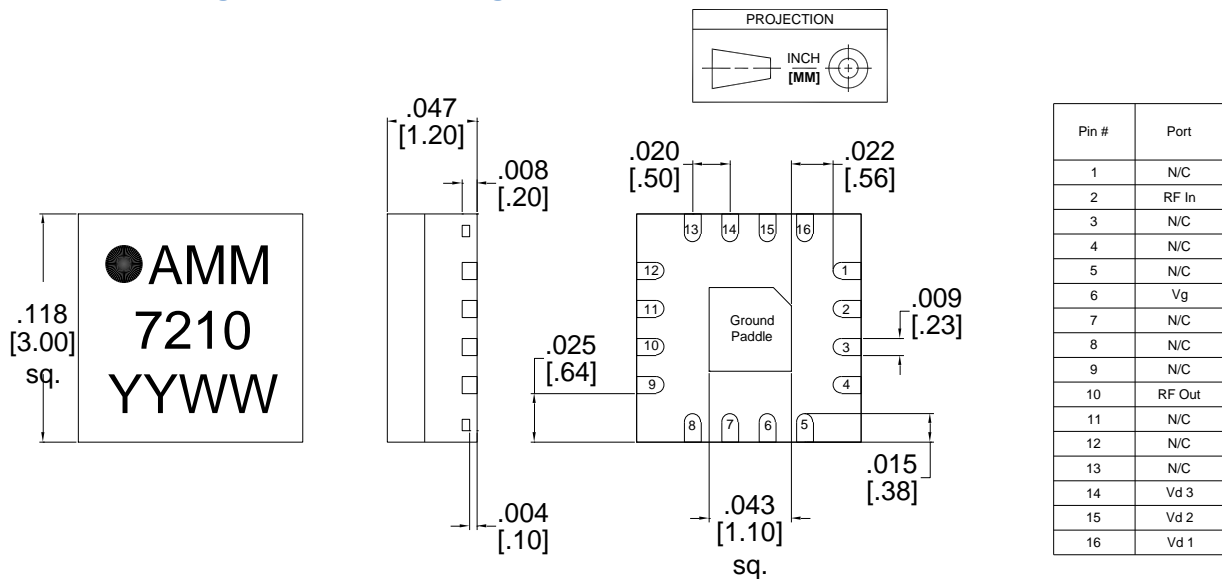 PROJECTION
INCH
[MM]
.047
[1.20]
.008
[.20]
.020
[.50]
.022
[.56]
AMM
7210
YYWW
.118
[3.00]
sq.
13
14
15
16
12
11
10
9
1
2
3
4
8
7
6
5
Ground
Paddle
.009
[.23]
.025
[.64]
.015
[.38]
.004
[.10]
.043
[1.10]
sq.
Pin # Port
1 N/C
2 RF In
3 N/C
4 N/C
5 N/C
6 Vg
7 N/C
8 N/C
9 N/C
10 RF Out
11 N/C
12 N/C
13 N/C
14 Vd 3
15 Vd 2
16 Vd 1